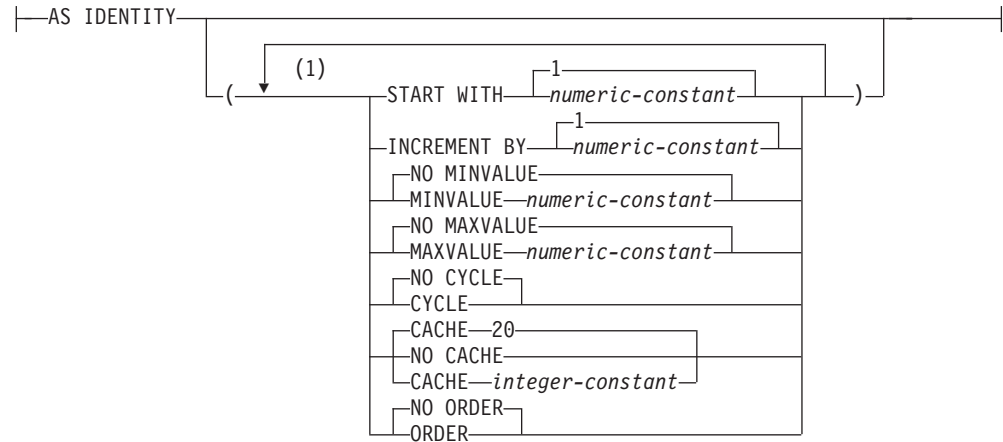 AS IDENTITY
(1)
1
( START WITH numeric-constant )
1
INCREMENT BY numeric-constant
NO MINVALUE
MINVALUE numeric-constant
NO MAXVALUE
MAXVALUE numeric-constant
NO CYCLE
CYCLE
CACHE 20
NO CACHE
CACHE integer-constant
NO ORDER
ORDER